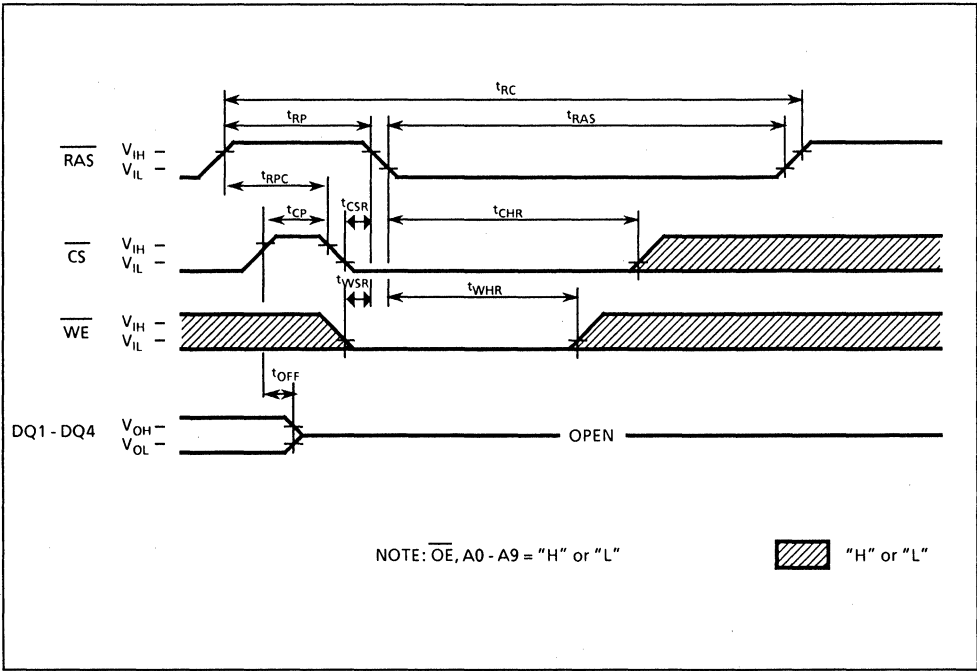 tRC
tRP
tRAS
RAS
VIH
VIL
tRPC
tCP
tCSR
tCHR
CS
VIH
VIL
tWSR
tWHR
WE
VIH
VIL
tOFF
DQ1 - DQ4
VOH
VOL
OPEN
NOTE: OE, A0 - A9 = "H" or "L"
"H" or "L"